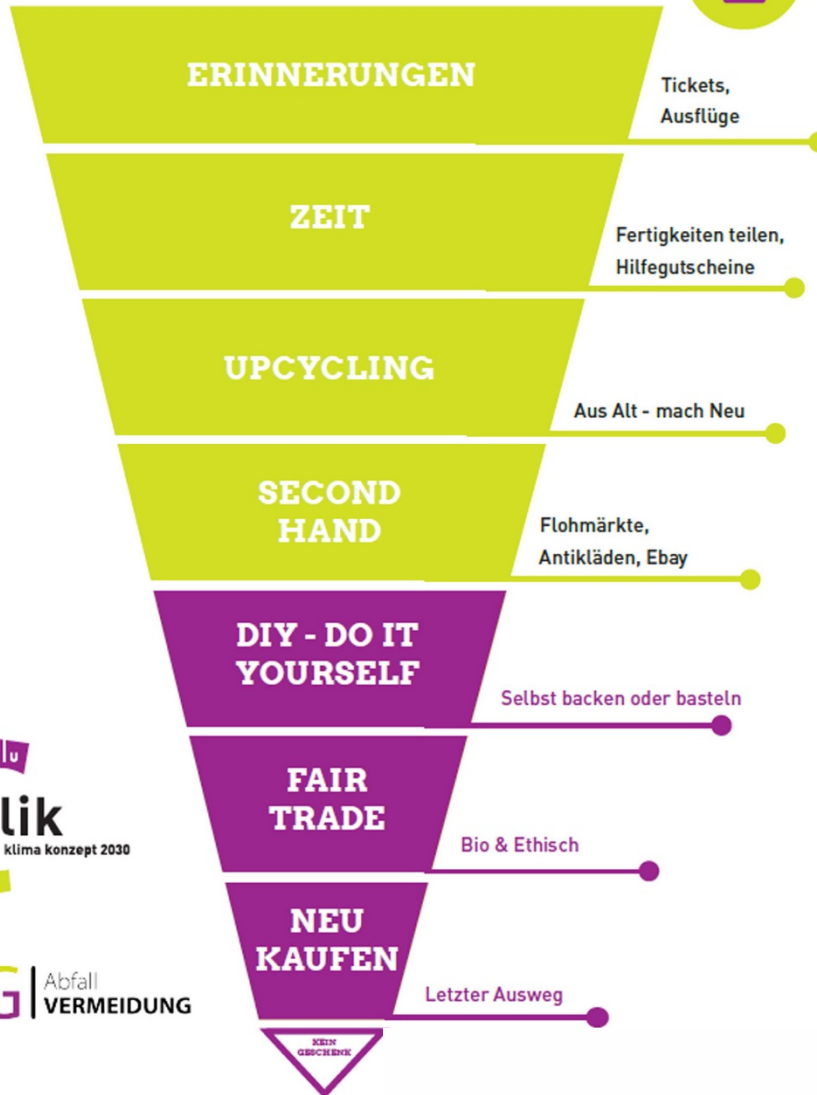 ERINNERUNGEN
Tickets,
Ausflüge
ZEIT
Fertigkeiten teilen,
Hilfegutscheine
UPCYCLING
Aus Alt - mach Neu
SECOND
HAND
Flohmärkte,
Antikläden, Ebay
DIY - DO IT
YOURSELF
Selbst backen oder basteln
FAIR
TRADE
Bio & Ethisch
NEU
KAUFEN
Letzter Ausweg
KEIN
GESCHENK
lu
lik
klima konzept 2030
G Abfall
VERMEIDUNG